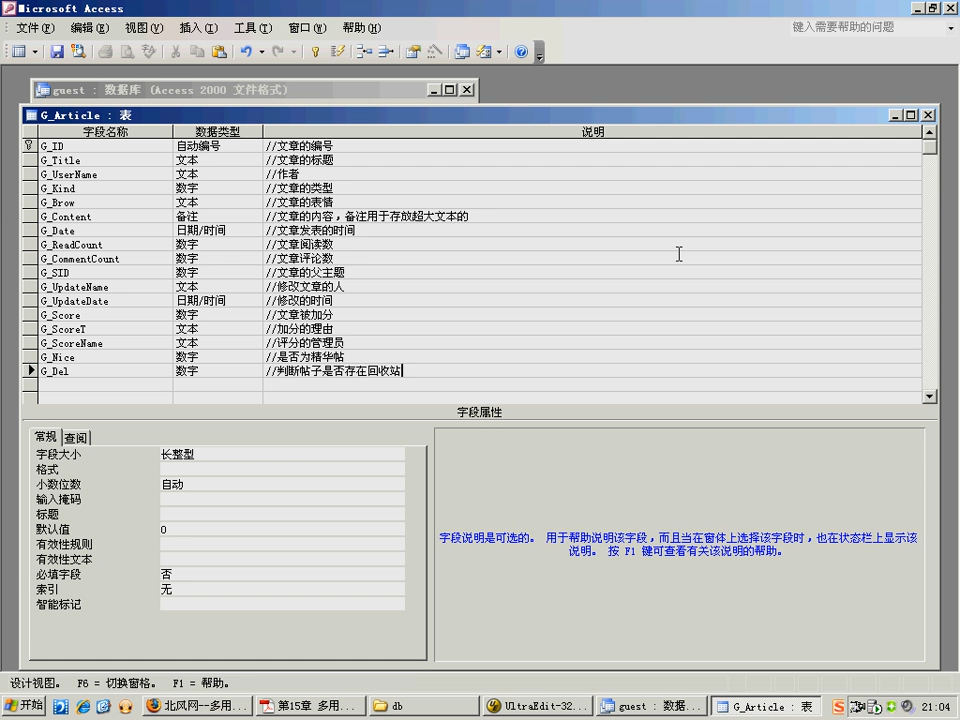 Microsoft Access
文件(F) 编辑(E) 视图(V) 插入(I) 工具(T) 窗口(W) 帮助(H) 键入需要帮助的问题
guest : 数据库 (Access 2000 文件格式)
G_Article : 表
字段名称 数据类型 说明
G_ID 自动编号 //文章的编号
G_Title 文本 //文章的标题
G_UserName 文本 //作者
G_Kind 数字 //文章的类型
G_Brow 文本 //文章的表情
G_Content 备注 //文章的内容，备注用于存放超大文本的
G_Date 日期/时间 //文章发表的时间
G_ReadCount 数字 //文章阅读数
G_CommentCount 数字 //文章评论数
G_SID 数字 //文章的父主题
G_UpdateName 文本 //修改文章的人
G_UpdateDate 日期/时间 //修改的时间
G_Score 数字 //文章被加分
G_ScoreT 文本 //加分的理由
G_ScoreName 文本 //评分的管理员
G_Nice 数字 //是否为精华帖
G_Del 数字 //判断帖子是否存在回收站
字段属性
常规 查阅
字段大小 长整型
格式
小数位数 自动
输入掩码
标题
默认值 0
有效性规则
有效性文本
必填字段 否
索引 无
智能标记
字段说明是可选的。 用于帮助说明该字段，而且当在窗体上选择该字段时，也在状态栏上显示该
说明。 按 F1 键可查看有关该说明的帮助。
设计视图。 F6 = 切换窗格。 F1 = 帮助。
开始 北风网--多用... 第15章 多用... db UltraEdit-32... guest : 数据... G_Article : 表 21:04